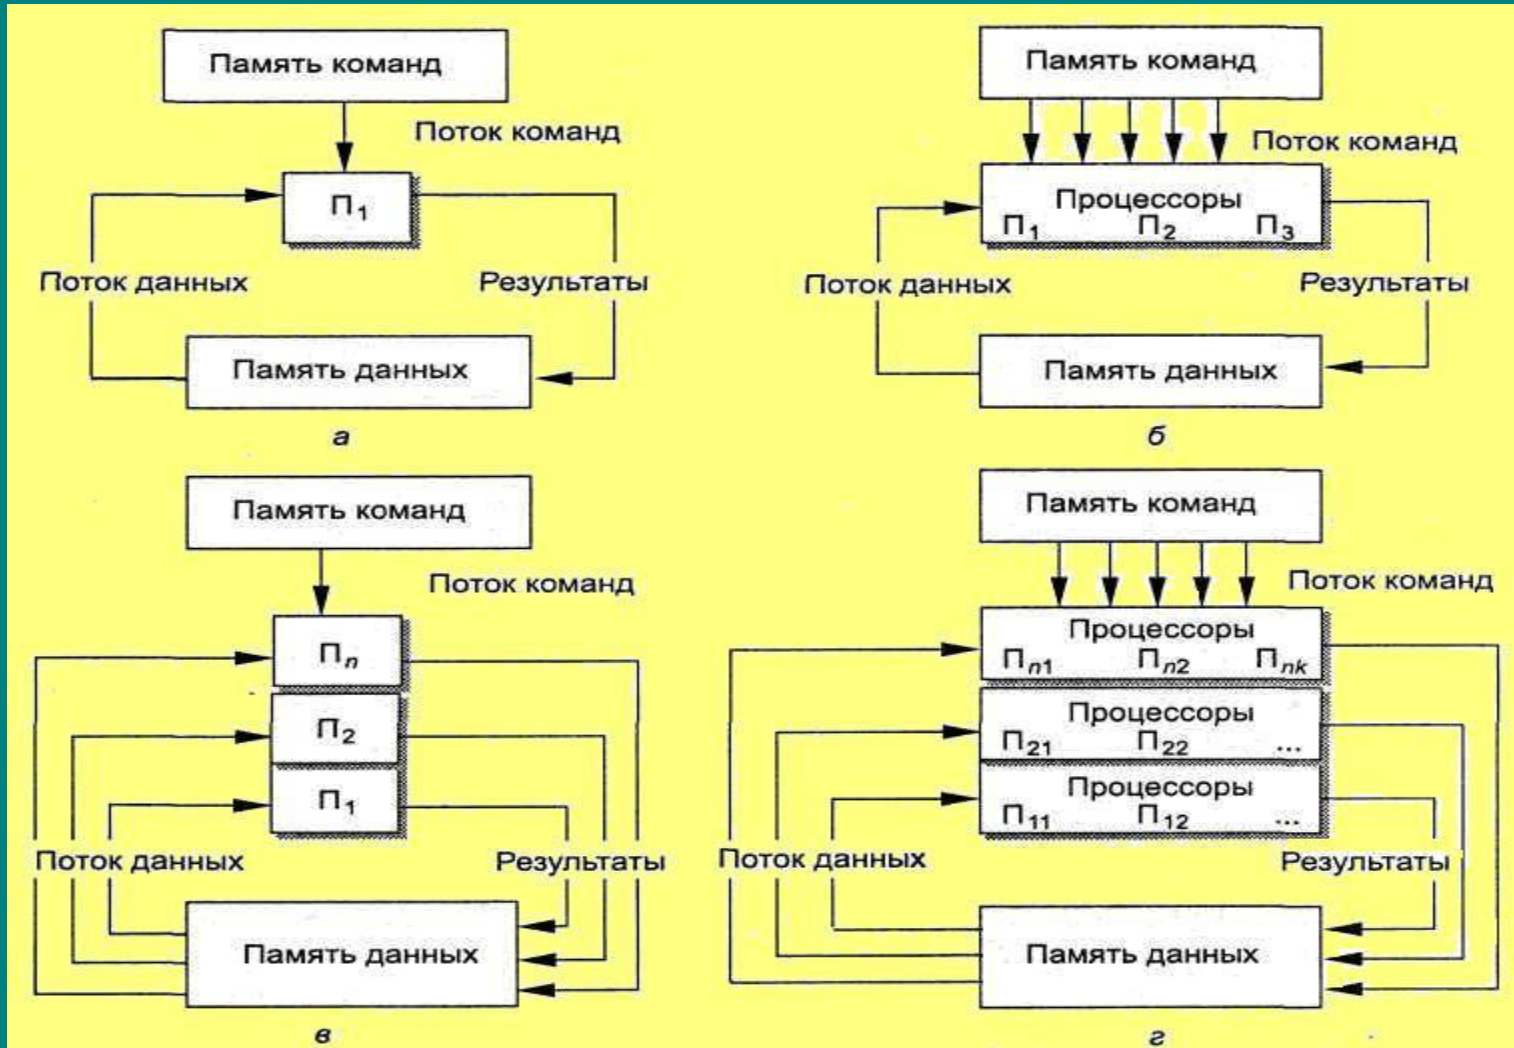 Память команд
Поток команд
П1
Поток данных
Результаты
Память данных
а
Память команд
Поток команд
Процессоры
П1 П2 П3
Поток данных
Результаты
Память данных
б
Память команд
Поток команд
Пn
П2
П1
Поток данных
Результаты
Память данных
в
Память команд
Поток команд
Процессоры
Пn1 Пn2 Пnk
Процессоры
П21 П22 ...
Процессоры
П11 П12 ...
Поток данных
Результаты
Память данных
г